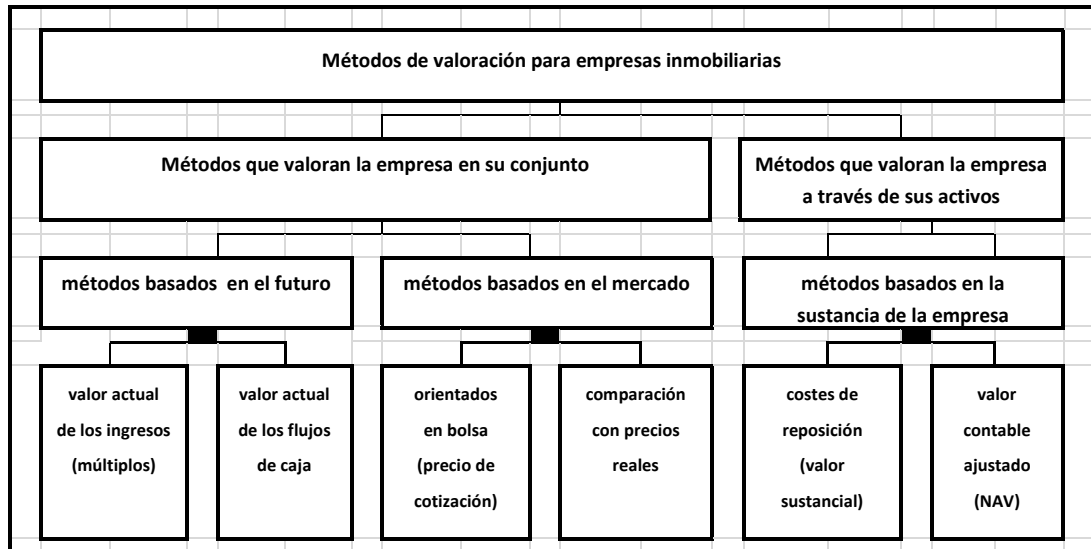 Métodos de valoración para empresas inmobiliarias
Métodos que valoran la empresa en su conjunto
Métodos que valoran la empresa
a través de sus activos
métodos basados en el futuro
métodos basados en el mercado
métodos basados en la
sustancia de la empresa
valor actual
de los ingresos
(múltiplos)
valor actual
de los flujos
de caja
orientados
en bolsa
(precio de
cotización)
comparación
con precios
reales
costes de
reposición
(valor
sustancial)
valor
contable
ajustado
(NAV)